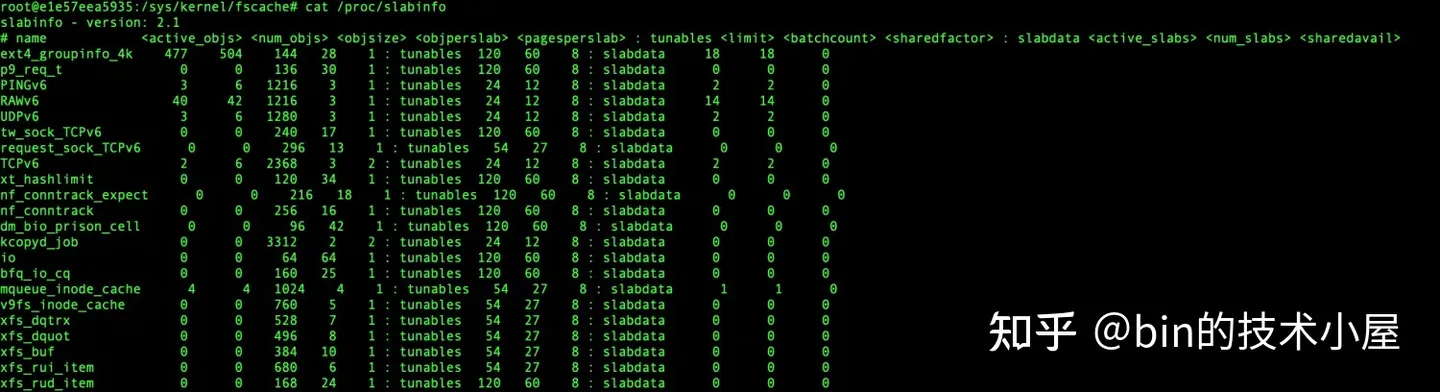 root@e1e57eea5935:/sys/kernel/fscache# cat /proc/slabinfo
slabinfo - version: 2.1
# name <active_objs> <num_objs> <objsize> <objperslab> <pagesperslab> : tunables <limit> <batchcount> <sharedfactor> : slabdata <active_slabs> <num_slabs> <sharedavail>
ext4_groupinfo_4k 477 504 144 28 1 : tunables 120 60 8 : slabdata 18 18 0
p9_req_t 0 0 136 30 1 : tunables 120 60 8 : slabdata 0 0 0
PINGv6 3 6 1216 3 1 : tunables 24 12 8 : slabdata 2 2 0
RAWv6 40 42 1216 3 1 : tunables 24 12 8 : slabdata 14 14 0
UDPv6 3 6 1280 3 1 : tunables 24 12 8 : slabdata 2 2 0
tw_sock_TCPv6 0 0 240 17 1 : tunables 120 60 8 : slabdata 0 0 0
request_sock_TCPv6 0 0 296 13 1 : tunables 54 27 8 : slabdata 0 0 0
TCPv6 2 6 2368 3 2 : tunables 24 12 8 : slabdata 2 2 0
xt_hashlimit 0 0 120 34 1 : tunables 120 60 8 : slabdata 0 0 0
nf_conntrack_expect 0 0 216 18 1 : tunables 120 60 8 : slabdata 0 0 0
nf_conntrack 0 0 256 16 1 : tunables 120 60 8 : slabdata 0 0 0
dm_bio_prison_cell 0 0 96 42 1 : tunables 120 60 8 : slabdata 0 0 0
kcopyd_job 0 0 3312 2 2 : tunables 24 12 8 : slabdata 0 0 0
io 0 0 64 64 1 : tunables 120 60 8 : slabdata 0 0 0
bfq_io_cq 0 0 160 25 1 : tunables 120 60 8 : slabdata 0 0 0
mqueue_inode_cache 4 4 1024 4 1 : tunables 54 27 8 : slabdata 1 1 0
v9fs_inode_cache 0 0 760 5 1 : tunables 54 27 8 : slabdata 0 0 0
xfs_dqtrx 0 0 528 7 1 : tunables 54 27 8 : slabdata 0 0 0
xfs_dquot 0 0 496 8 1 : tunables 54 27 8 : slabdata 0 0 0
xfs_buf 0 0 384 10 1 : tunables 54 27 8 : slabdata 0 0 0
xfs_rui_item 0 0 680 6 1 : tunables 54 27 8 : slabdata 0 0 0
xfs_rud_item 0 0 168 24 1 : tunables 120 60 8 : slabdata 0 0 0
知乎 @bin的技术小屋